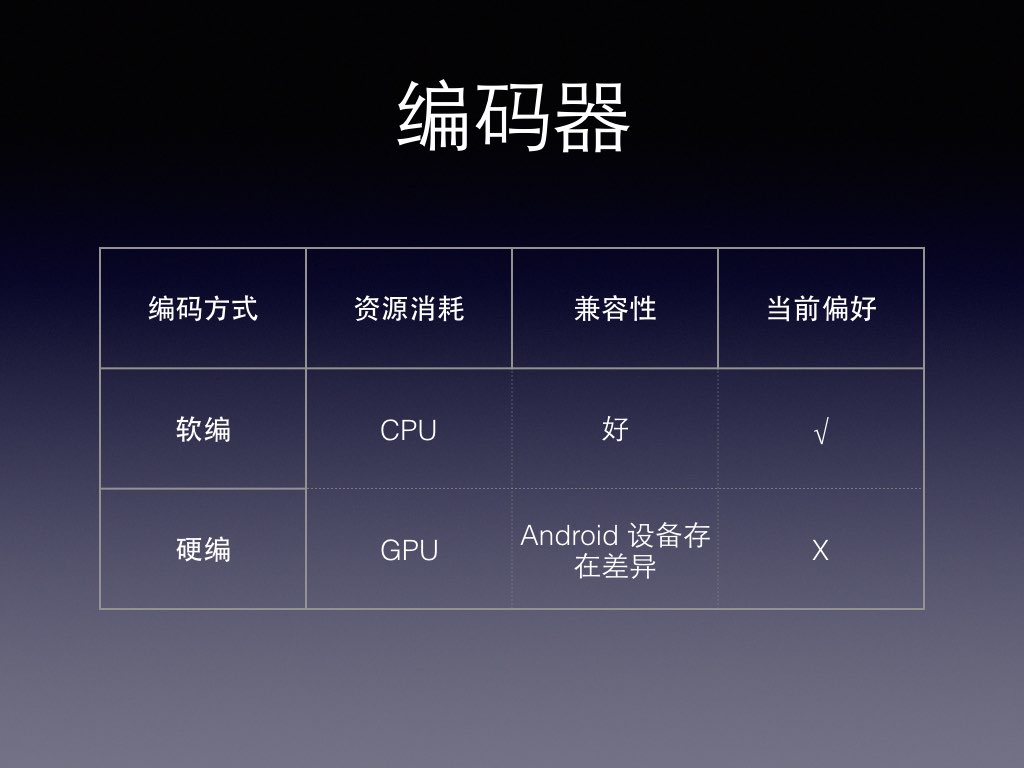 编码器
编码方式 资源消耗 兼容性 当前偏好
软编 CPU 好 √
硬编 GPU Android 设备存
在差异 X